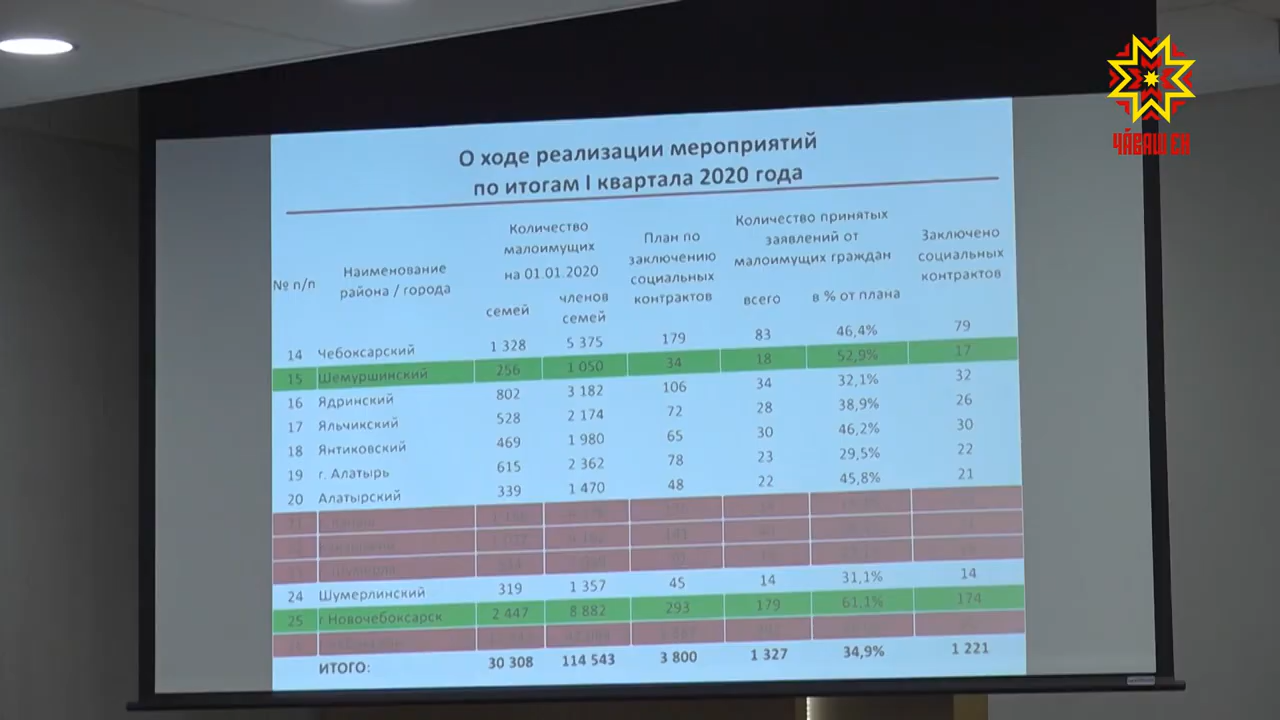 ЧӐВАШ ЕН
О ходе реализации мероприятий
по итогам I квартала 2020 года
№ п/п
Наименование
района / города
Количество
малоимущих
на 01.01.2020
семей
членов
семей
План по
заключению
социальных
контрактов
Количество принятых
заявлений от
малоимущих граждан
всего
в % от плана
Заключено
социальных
контрактов
14 Чебоксарский 1 328 5 375 179 83 46,4% 79
15 Шемуршинский 256 1 050 34 18 52,9% 17
16 Ядринский 802 3 182 106 34 32,1% 32
17 Яльчикский 528 2 174 72 28 38,9% 26
18 Янтиковский 469 1 980 65 30 46,2% 30
19 г. Алатырь 615 2 362 78 23 29,5% 22
20 Алатырский 339 1 470 48 22 45,8% 21
24 Шумерлинский 319 1 357 45 14 31,1% 14
25 г Новочебоксарск 2 447 8 882 293 179 61.1% 174
ИТОГО: 30 308 114 543 3 800 1 327 34,9% 1 221